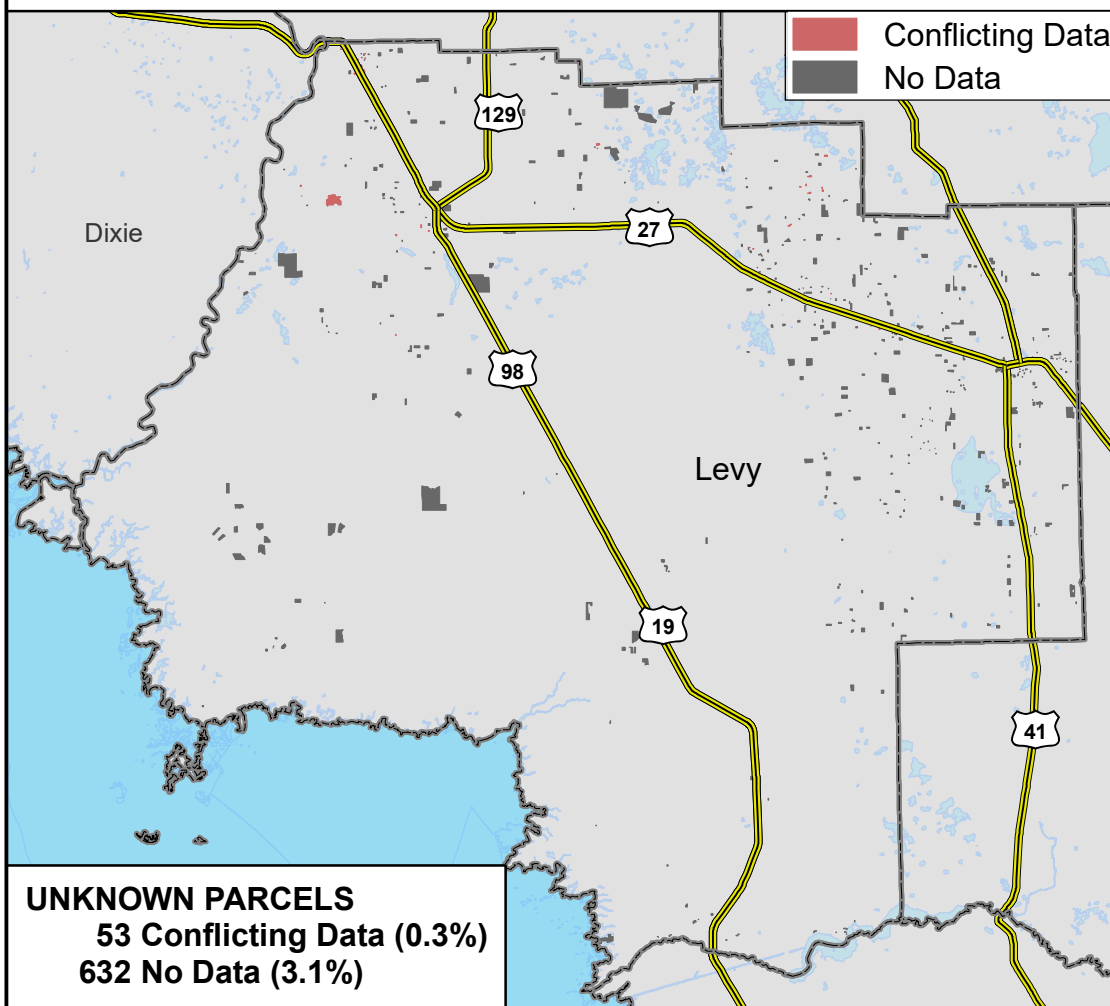 Conflicting Data
No Data
129
Dixie
27
98
Levy
19
41
UNKNOWN PARCELS
53 Conflicting Data (0.3%)
632 No Data (3.1%)